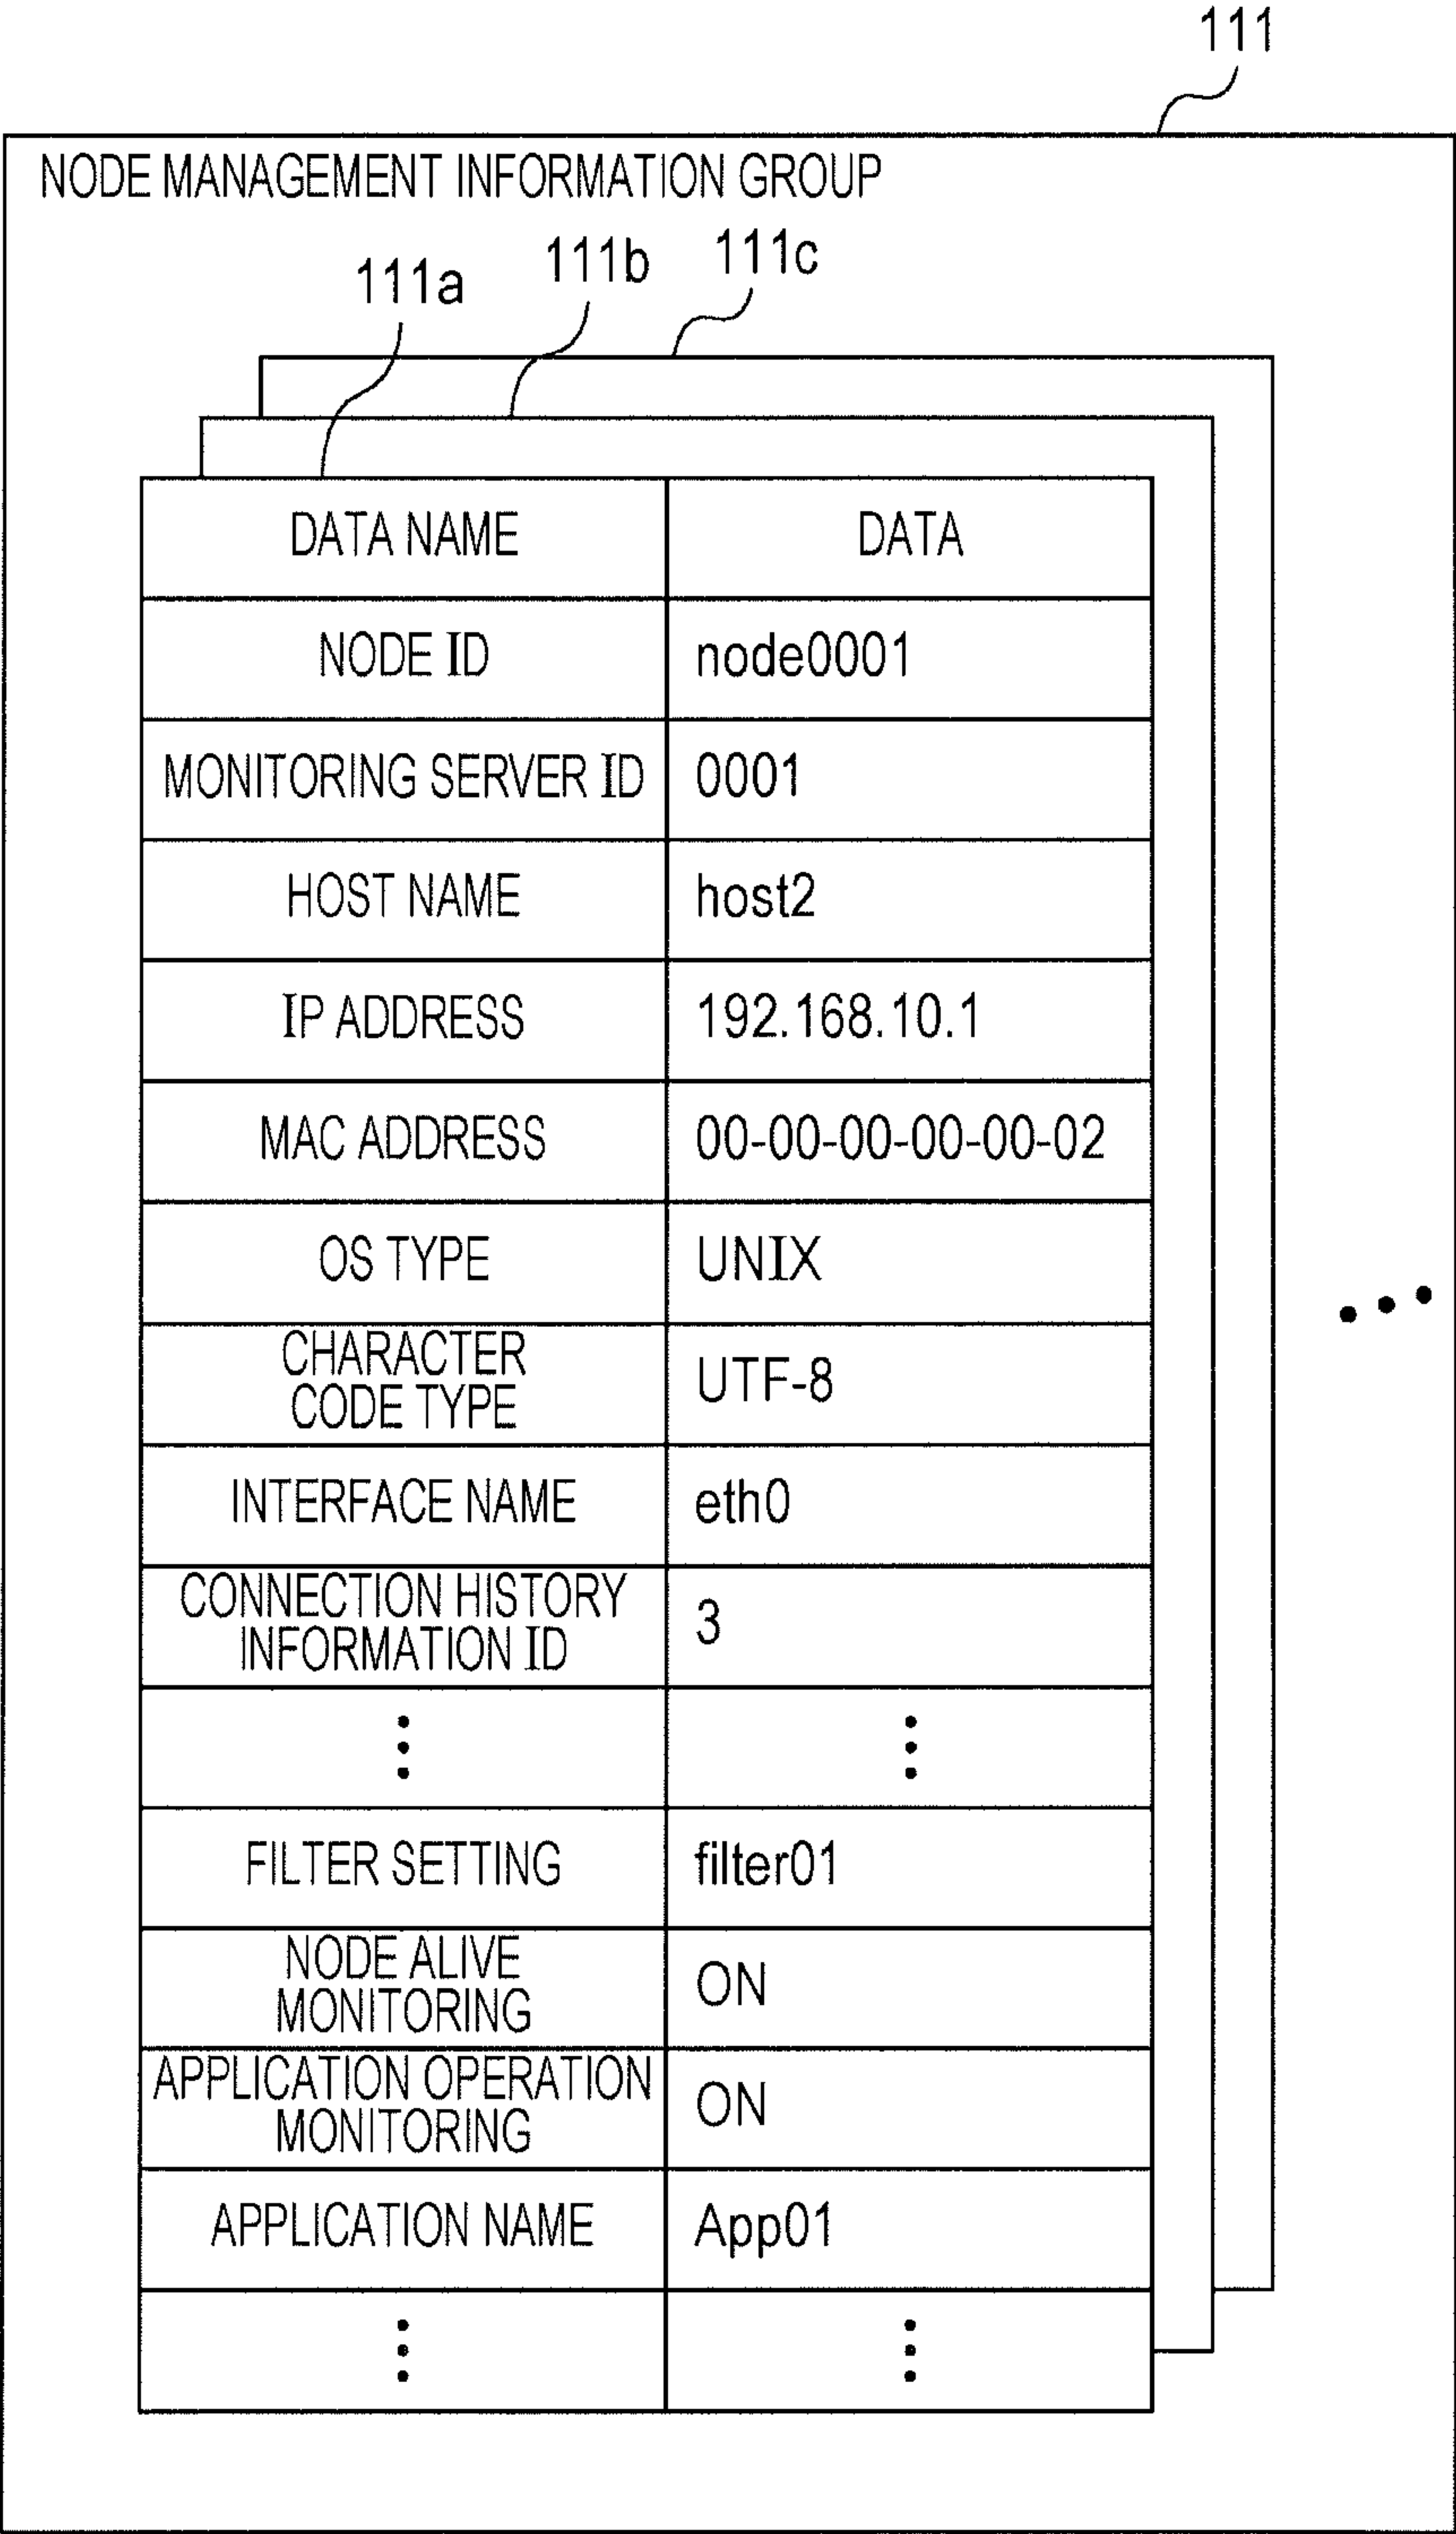 111
NODE MANAGEMENT INFORMATION GROUP
111a
111b
111c
DATA NAME
DATA
NODE ID
node0001
MONITORING SERVER ID
0001
HOST NAME
host2
IP ADDRESS
192.168.10.1
MAC ADDRESS
00-00-00-00-00-02
OS TYPE
UNIX
CHARACTER
CODE TYPE
UTF-8
INTERFACE NAME
eth0
CONNECTION HISTORY
INFORMATION ID
3
FILTER SETTING
filter01
NODE ALIVE
MONITORING
ON
APPLICATION OPERATION
MONITORING
ON
APPLICATION NAME
App01